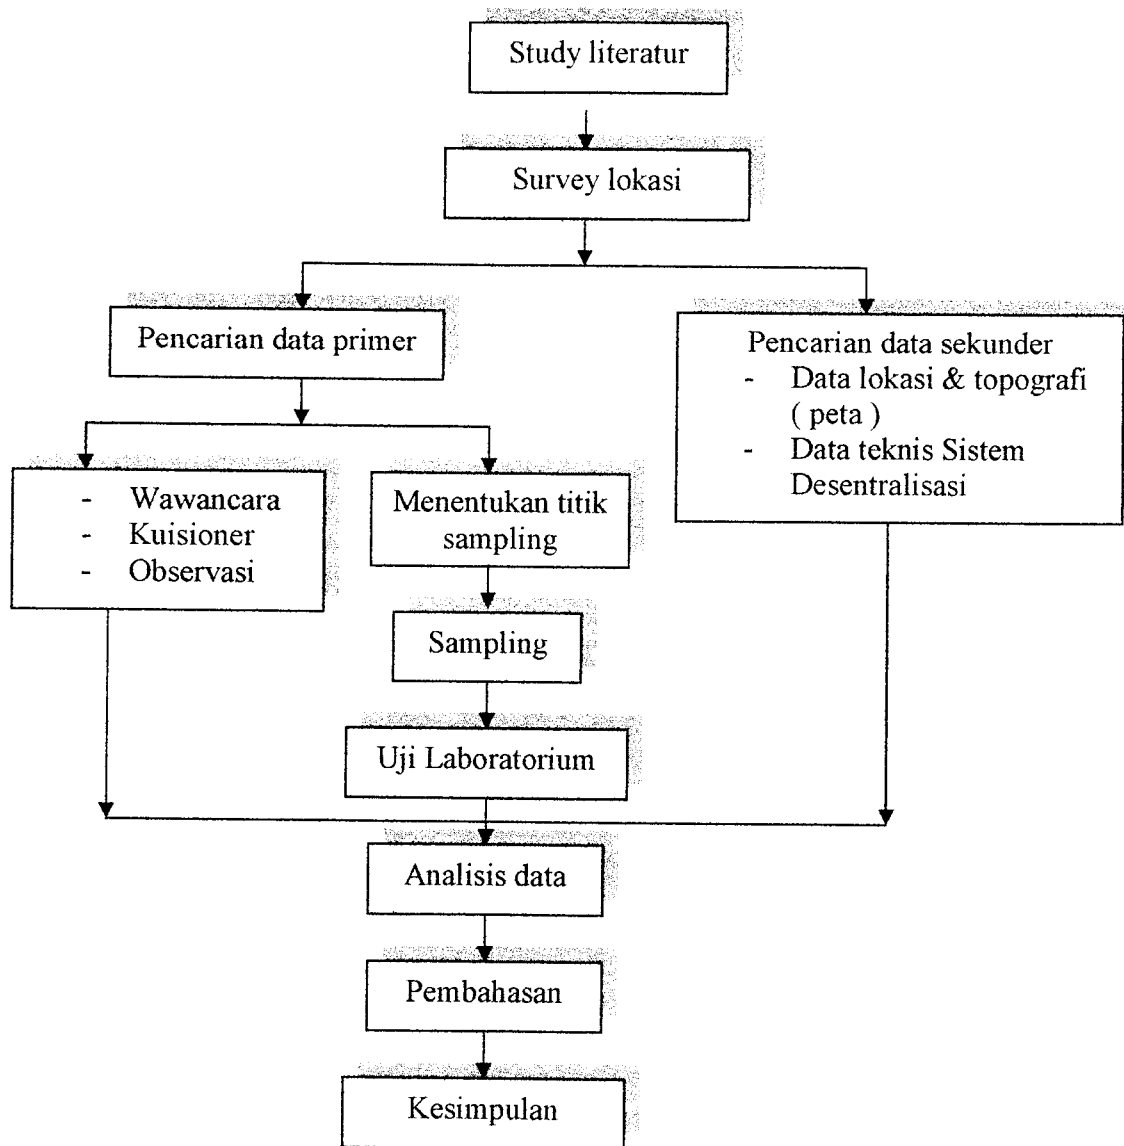 Study literatur
Survey lokasi
Pencarian data primer
Pencarian data sekunder
- Data lokasi & topografi
( peta )
- Data teknis Sistem
Desentralisasi
- Wawancara
- Kuisioner
- Observasi
Menentukan titik
sampling
Sampling
Uji Laboratorium
Analisis data
Pembahasan
Kesimpulan